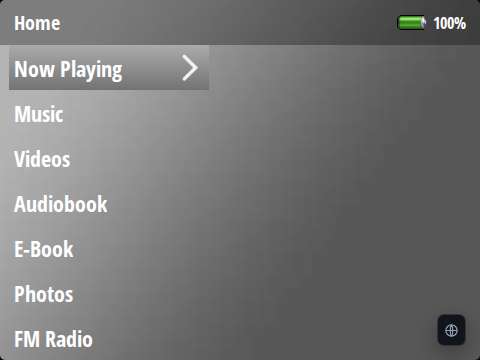 Home
100%
Now Playing
Music
Videos
Audiobook
E-Book
Photos
FM Radio